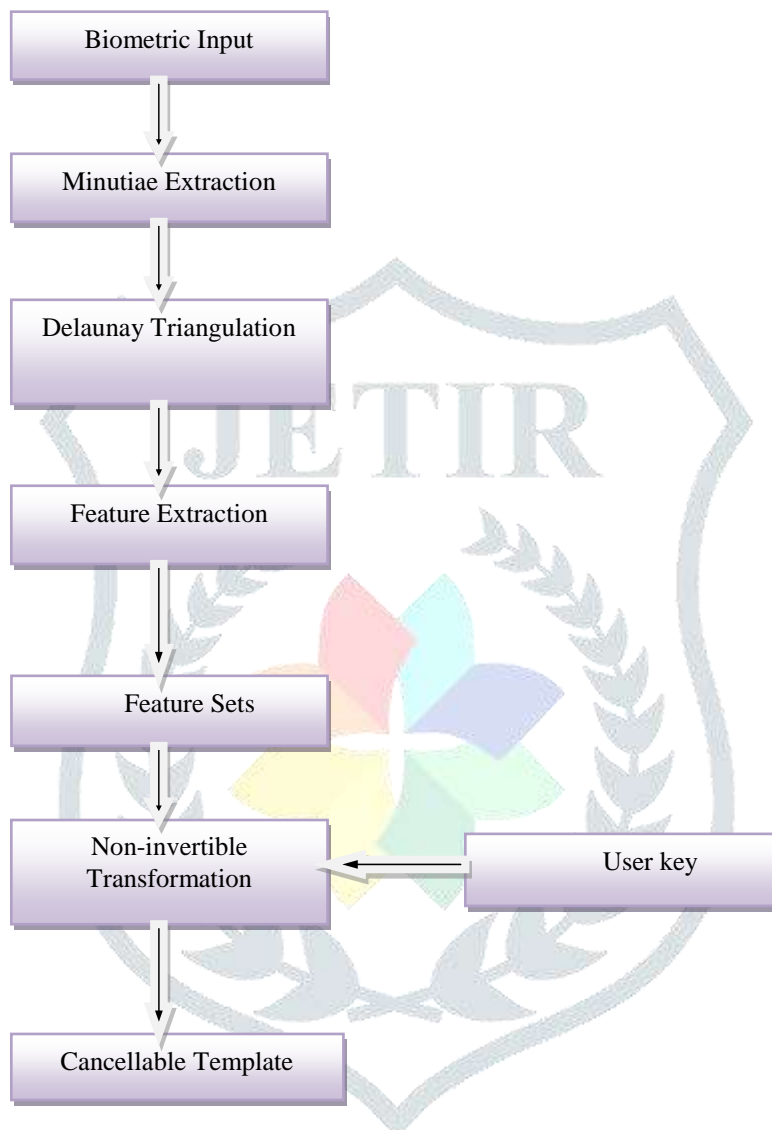 Biometric Input
Minutiae Extraction
Delaunay Triangulation
JETIR
Feature Extraction
Feature Sets
Non-invertible
Transformation
User key
Cancellable Template